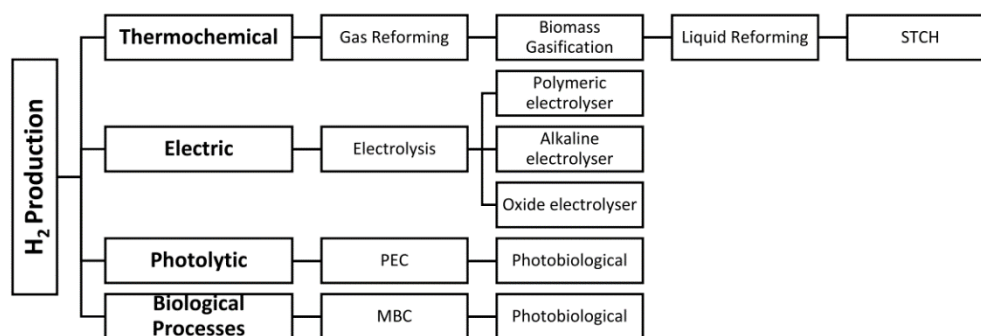 H₂ Production
Thermochemical
Gas Reforming
Biomass
Gasification
Liquid Reforming
STCH
Polymeric
electrolyser
Electric
Electrolysis
Alkaline
electrolyser
Oxide electrolyser
Photolytic
PEC
Photobiological
Biological
Processes
MBC
Photobiological